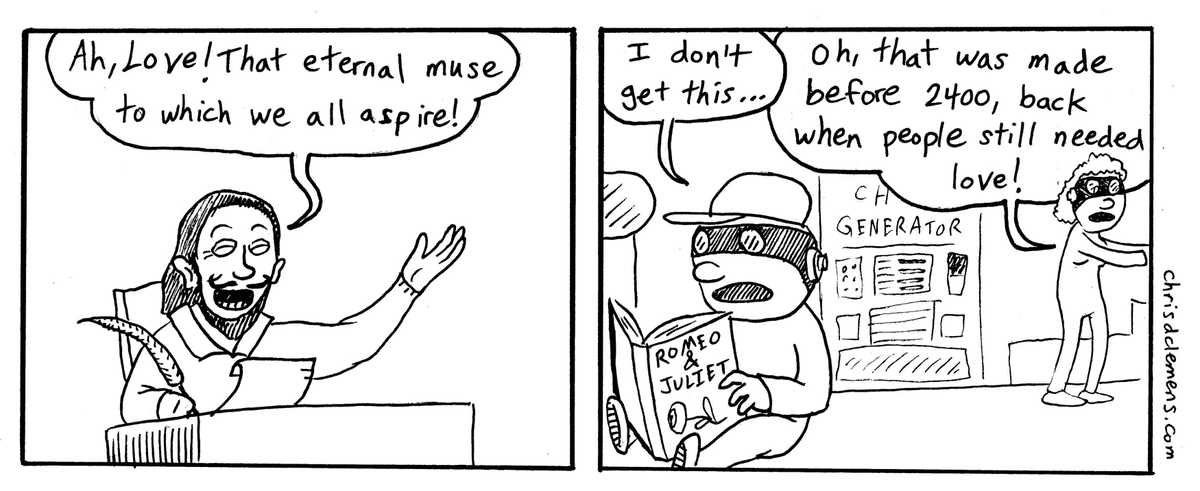 Ah, Love! That eternal muse
to which we all aspire!
I don't
get this...
Oh, that was made
before 2400, back
when people still needed
love!
CH
GENERATOR
ROMEO
&
JULIET
chrisdclemens.com